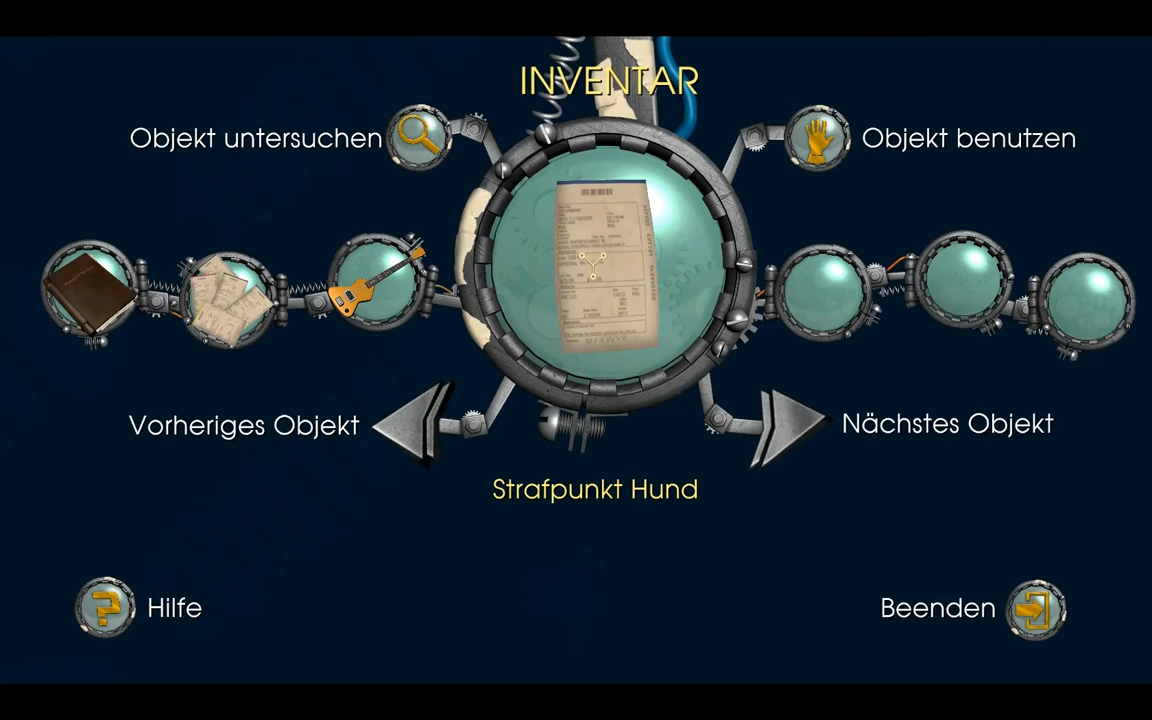 INVENTAR
Objekt untersuchen
Objekt benutzen
Vorheriges Objekt
Nächstes Objekt
Strafpunkt Hund
Hilfe
Beenden